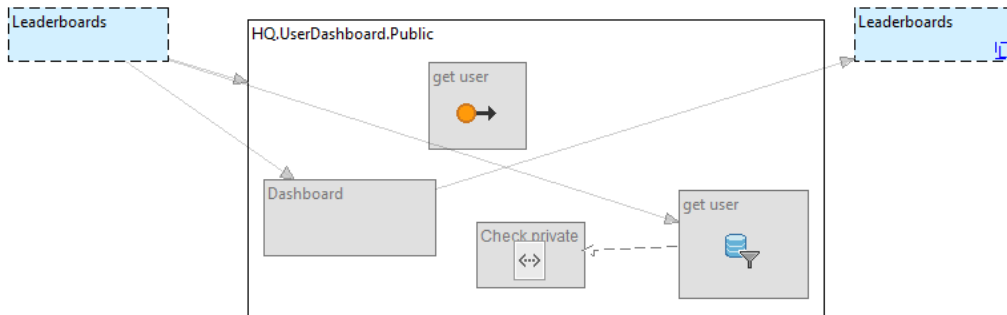 Leaderboards
Leaderboards
HQ.UserDashboard.Public
get user
Dashboard
get user
Check private